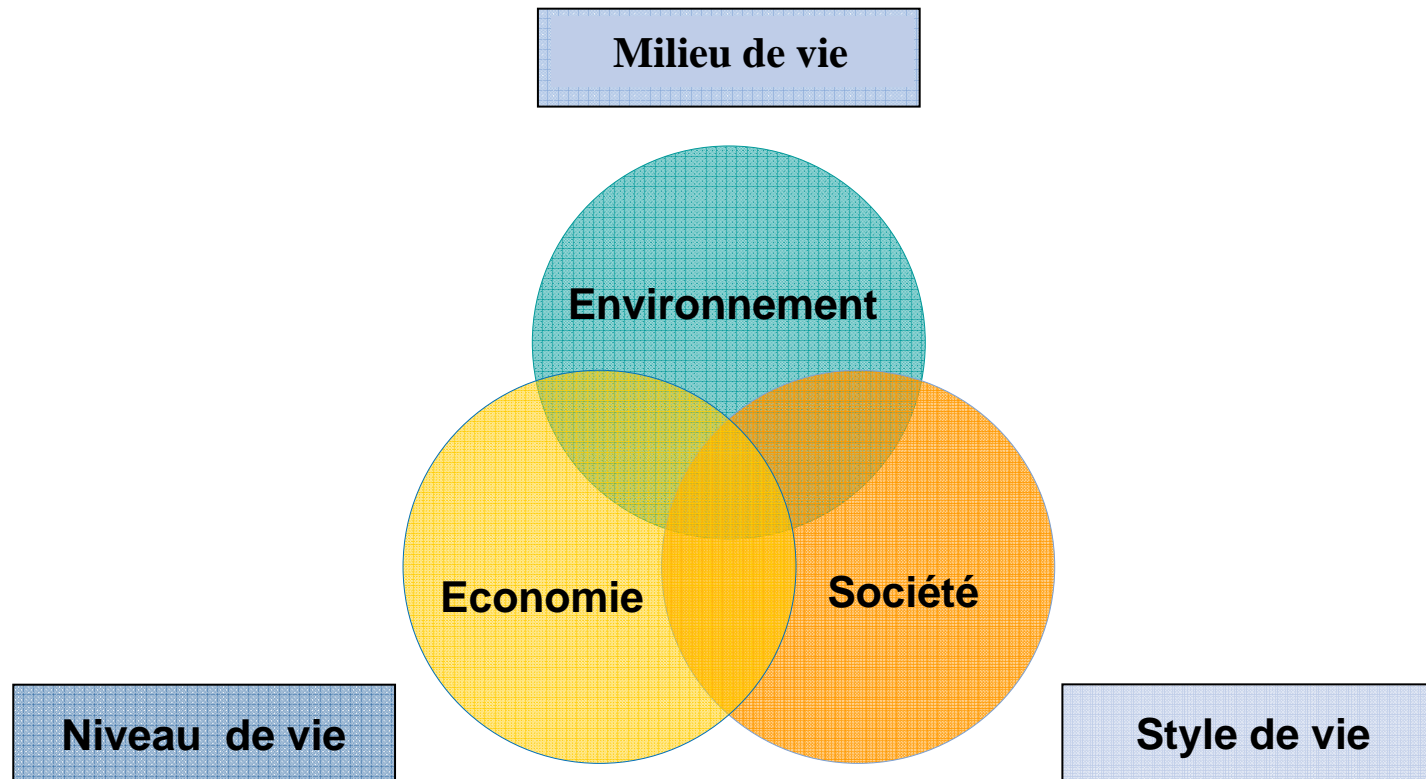 Milieu de vie
Environnement
Economie
Société
Niveau de vie
Style de vie